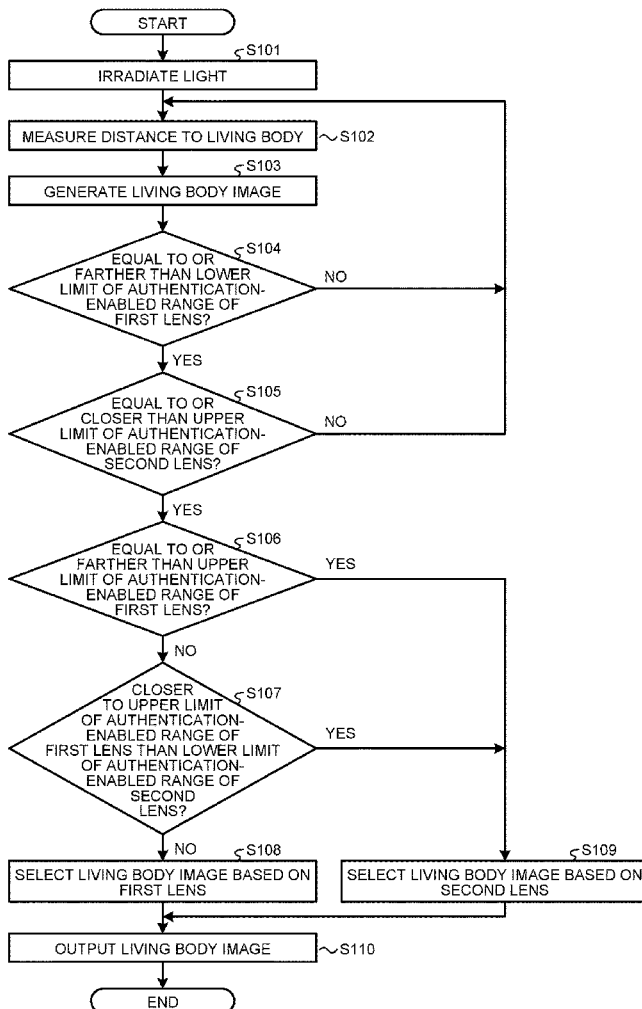 START
S101
IRRADIATE LIGHT
MEASURE DISTANCE TO LIVING BODY
S102
S103
GENERATE LIVING BODY IMAGE
S104
EQUAL TO OR
FARTHER THAN LOWER
LIMIT OF AUTHENTICATION-
ENABLED RANGE OF
FIRST LENS?
NO
YES
S105
EQUAL TO OR
CLOSER THAN UPPER
LIMIT OF AUTHENTICATION-
ENABLED RANGE OF
SECOND LENS?
NO
YES
S106
EQUAL TO OR
FARTHER THAN UPPER
LIMIT OF AUTHENTICATION-
ENABLED RANGE OF
FIRST LENS?
YES
NO
S107
CLOSER
TO UPPER LIMIT
OF AUTHENTICATION-
ENABLED RANGE OF
FIRST LENS THAN LOWER LIMIT
OF AUTHENTICATION-
ENABLED RANGE OF
SECOND
LENS?
YES
NO
S108
SELECT LIVING BODY IMAGE BASED ON
FIRST LENS
S109
SELECT LIVING BODY IMAGE BASED ON
SECOND LENS
OUTPUT LIVING BODY IMAGE
S110
END